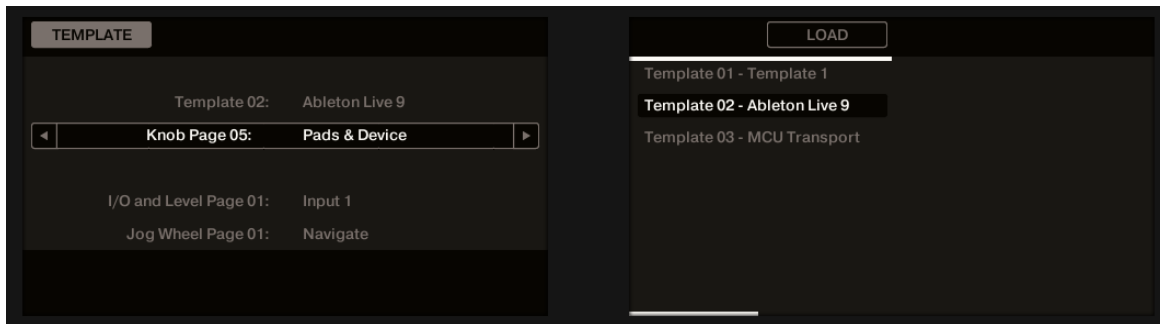 TEMPLATE
Template 02: Ableton Live 9
Knob Page 05: Pads & Device
I/O and Level Page 01: Input 1
Jog Wheel Page 01: Navigate
LOAD
Template 01 - Template 1
Template 02 - Ableton Live 9
Template 03 - MCU Transport